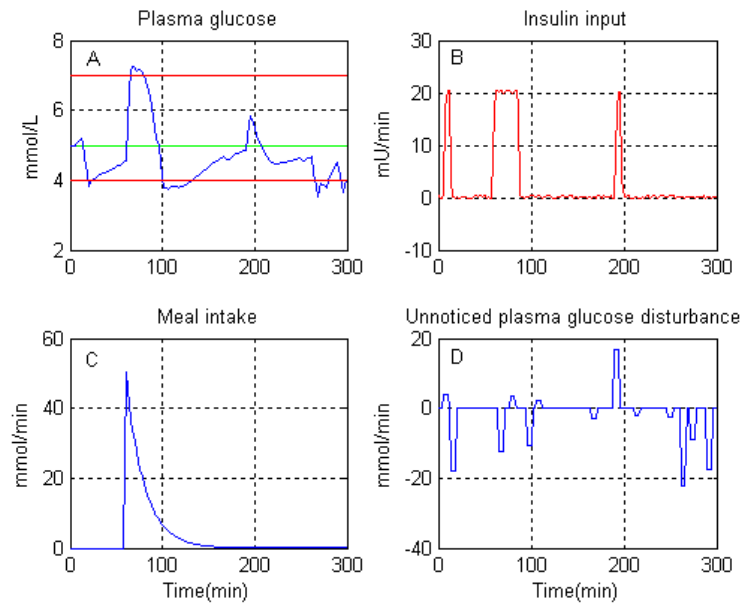 Plasma glucose
A
mmol/L
8
6
4
2
0 100 200 300
Insulin input
B
mU/min
30
20
10
0
-10
0 100 200 300
Meal intake
C
mmol/min
60
40
20
0
0 100 200 300
Time(min)
Unnoticed plasma glucose disturbance
D
mmol/min
20
0
-20
-40
0 100 200 300
Time(min)